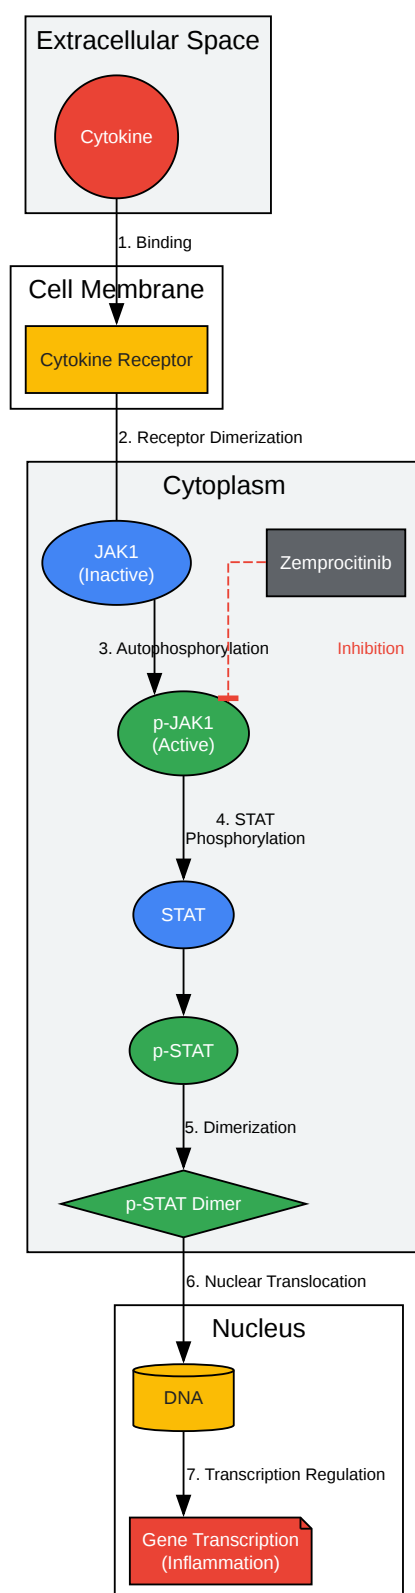 Extracellular Space
Cytokine
1. Binding
Cell Membrane
Cytokine Receptor
2. Receptor Dimerization
Cytoplasm
JAK1
(Inactive)
Zemprocitinib
3. Autophosphorylation
Inhibition
p-JAK1
(Active)
4. STAT
Phosphorylation
STAT
p-STAT
5. Dimerization
p-STAT Dimer
6. Nuclear Translocation
Nucleus
DNA
7. Transcription Regulation
Gene Transcription
(Inflammation)